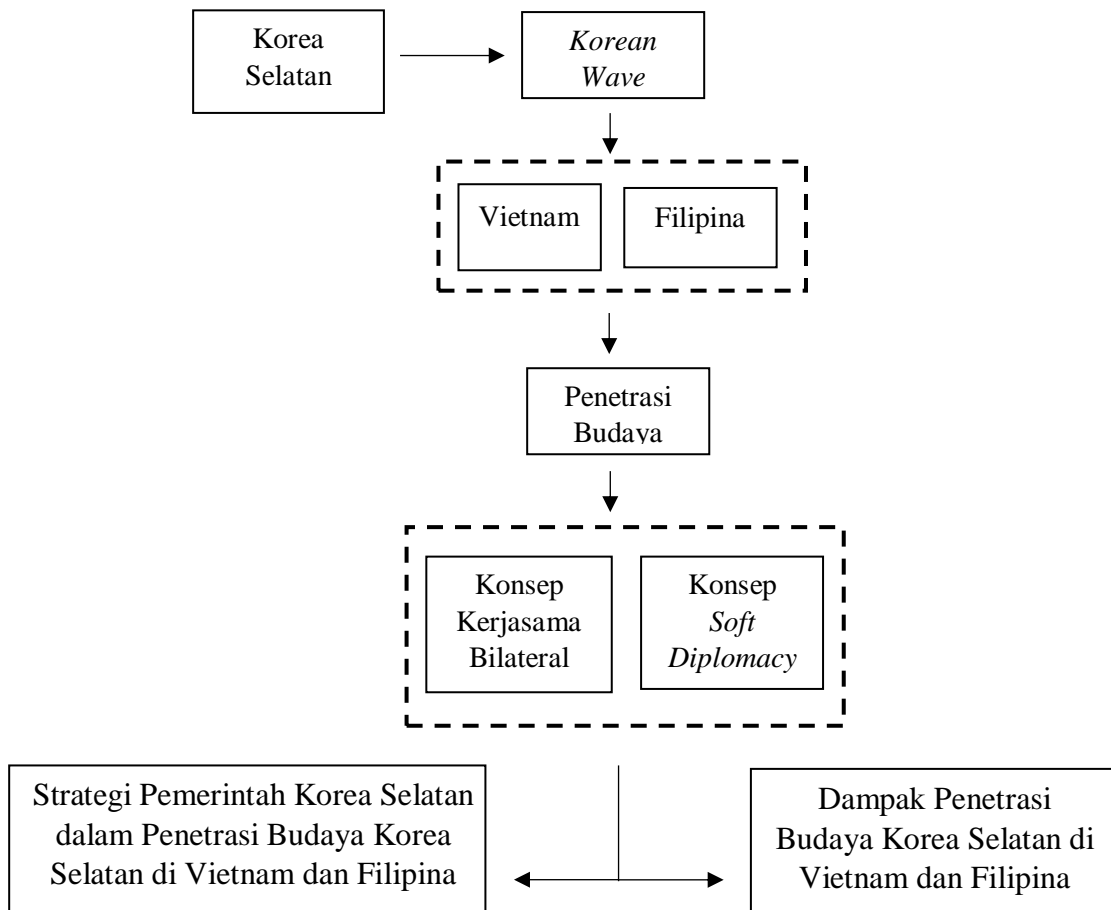 Korea
Selatan
Korean
Wave
Vietnam
Filipina
Penetrasi
Budaya
Konsep
Kerjasama
Bilateral
Konsep
Soft
Diplomacy
Strategi Pemerintah Korea Selatan
dalam Penetrasi Budaya Korea
Selatan di Vietnam dan Filipina
Dampak Penetrasi
Budaya Korea Selatan di
Vietnam dan Filipina